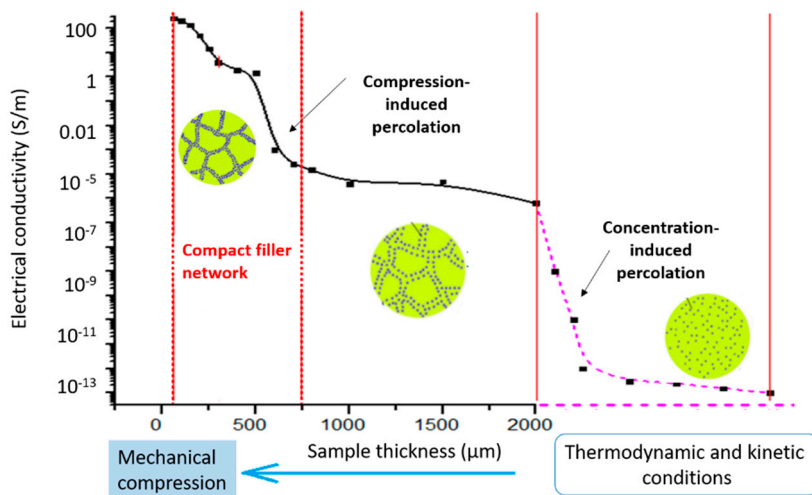 100
1
0.01
10-5
10-7
10-9
10-11
10-13
Electrical conductivity (S/m)
Compression-
induced
percolation
Compact filler
network
Concentration-
induced
percolation
0
500
1000
1500
2000
Sample thickness (μm)
Mechanical
compression
Thermodynamic and kinetic
conditions